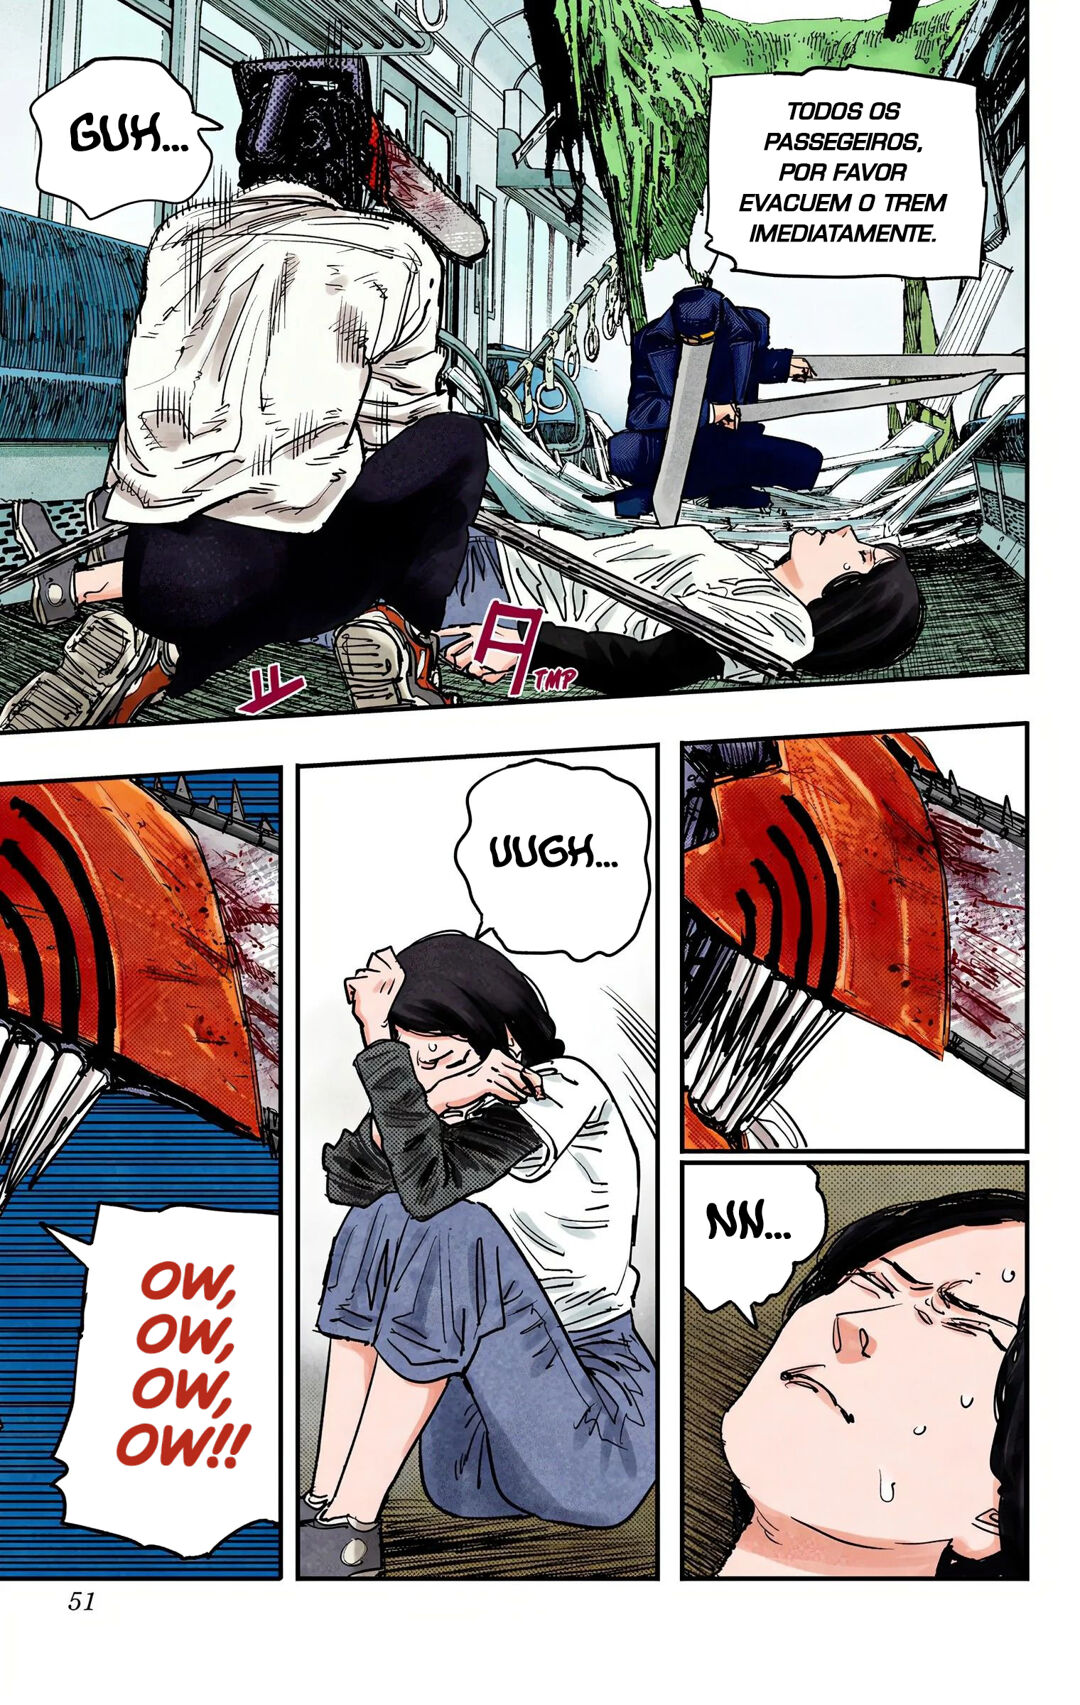 TODOS OS
PASSEGEIROS,
POR FAVOR
EVACUEM O TREM
IMEDIATAMENTE.
GUH...
TMP
NN...
UUGH...
OW,
OW,
OW,
OW!!
51